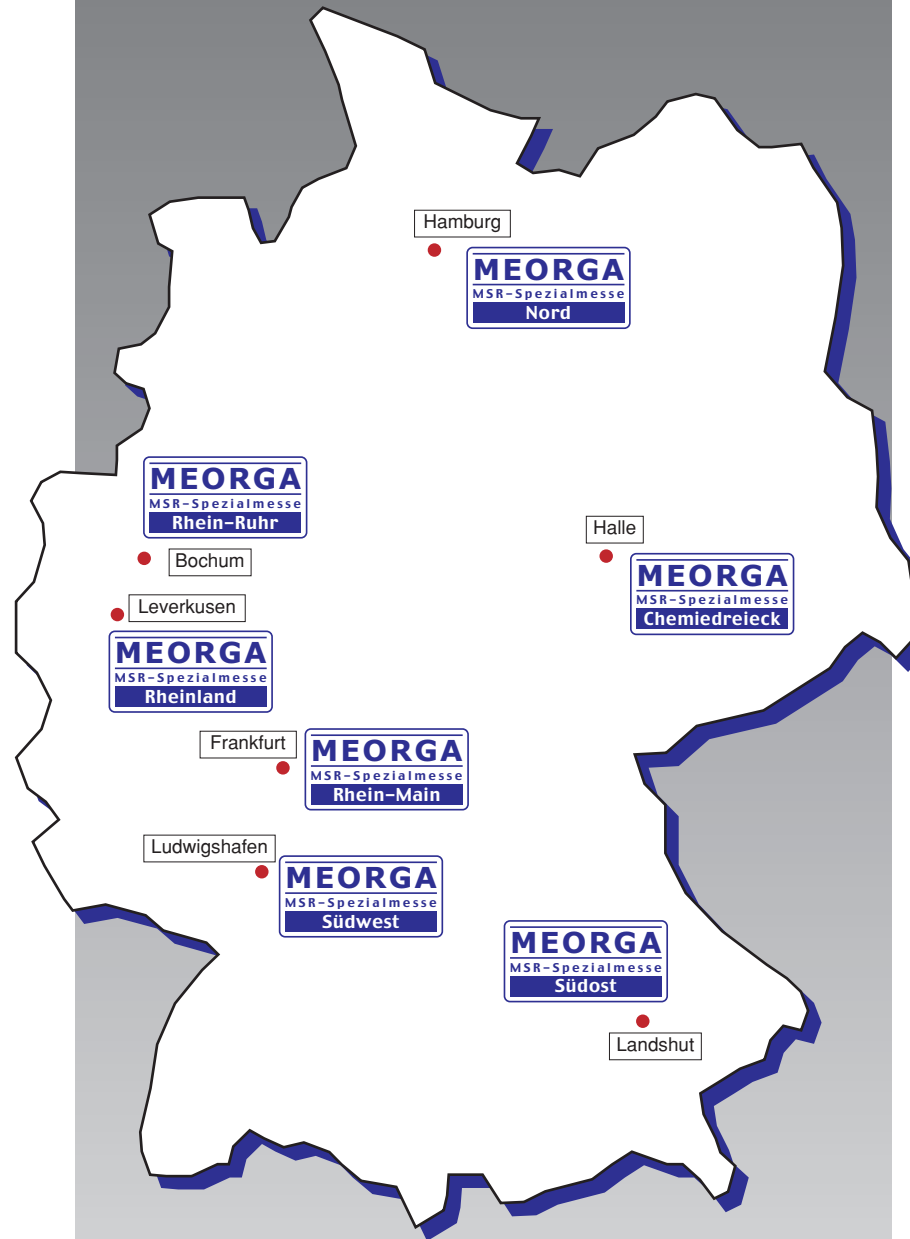 Hamburg
MEORGA
MSR-Spezialmesse
Nord
MEORGA
MSR-Spezialmesse
Rhein-Ruhr
Bochum
Halle
MEORGA
MSR-Spezialmesse
Chemiedreieck
Leverkusen
MEORGA
MSR-Spezialmesse
Rheinland
Frankfurt
MEORGA
MSR-Spezialmesse
Rhein-Main
Ludwigshafen
MEORGA
MSR-Spezialmesse
Südwest
MEORGA
MSR-Spezialmesse
Südost
Landshut